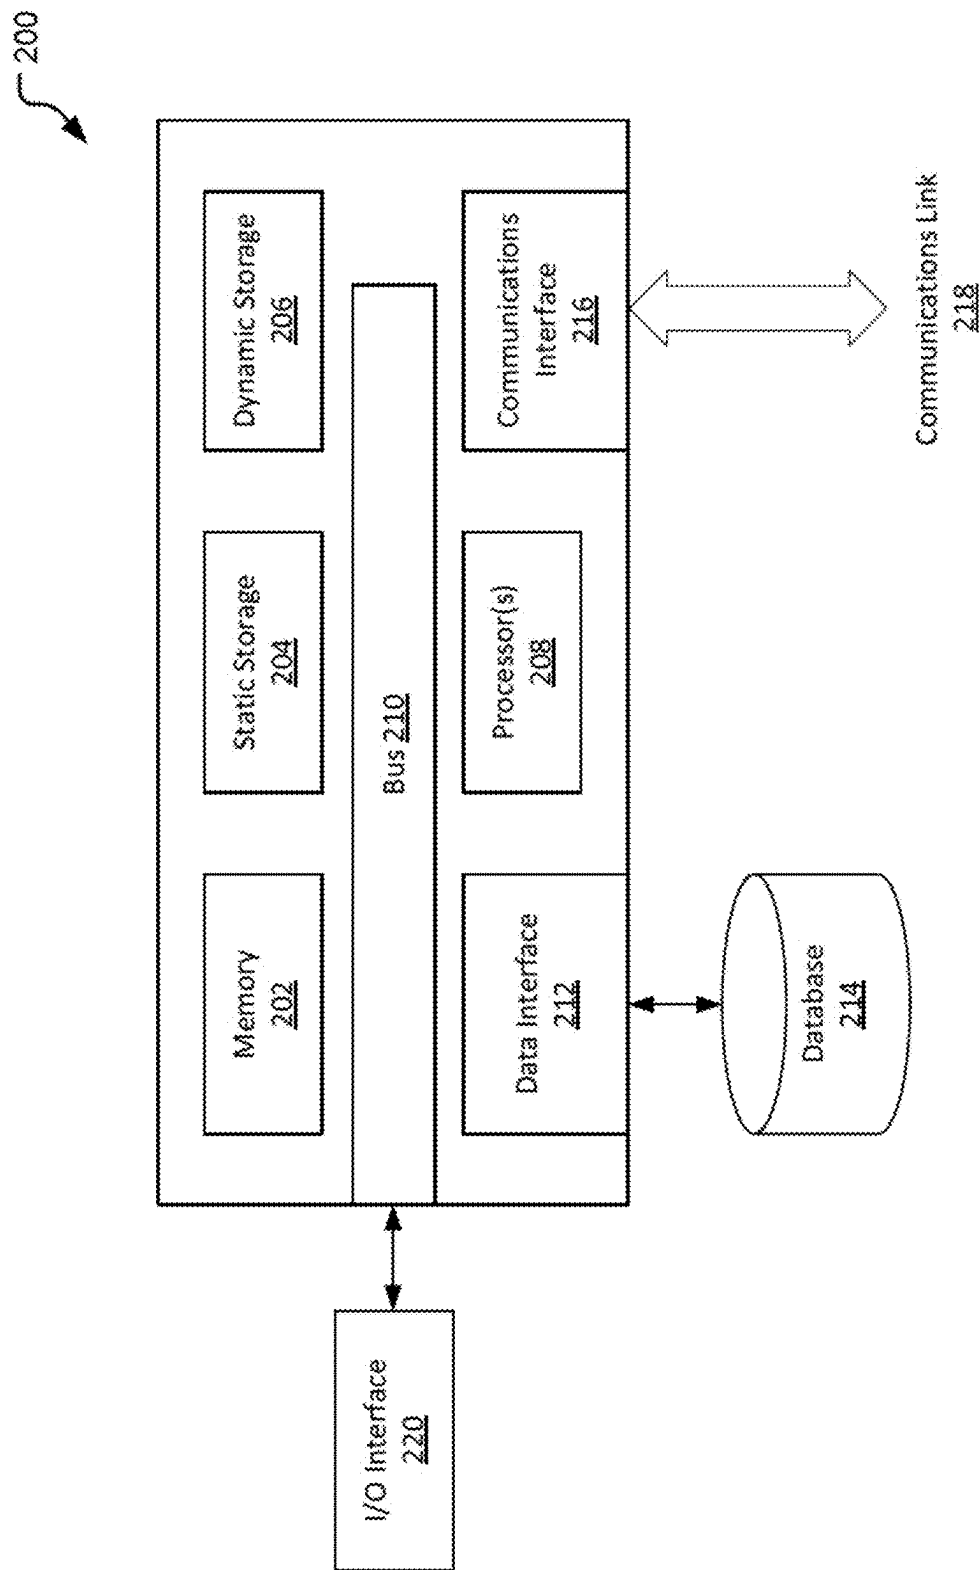 200
Memory
202
Static Storage
204
Dynamic Storage
206
I/O Interface
220
Bus 210
Data Interface
212
Processor(s)
208
Communications
Interface
216
Database
214
Communications Link
218